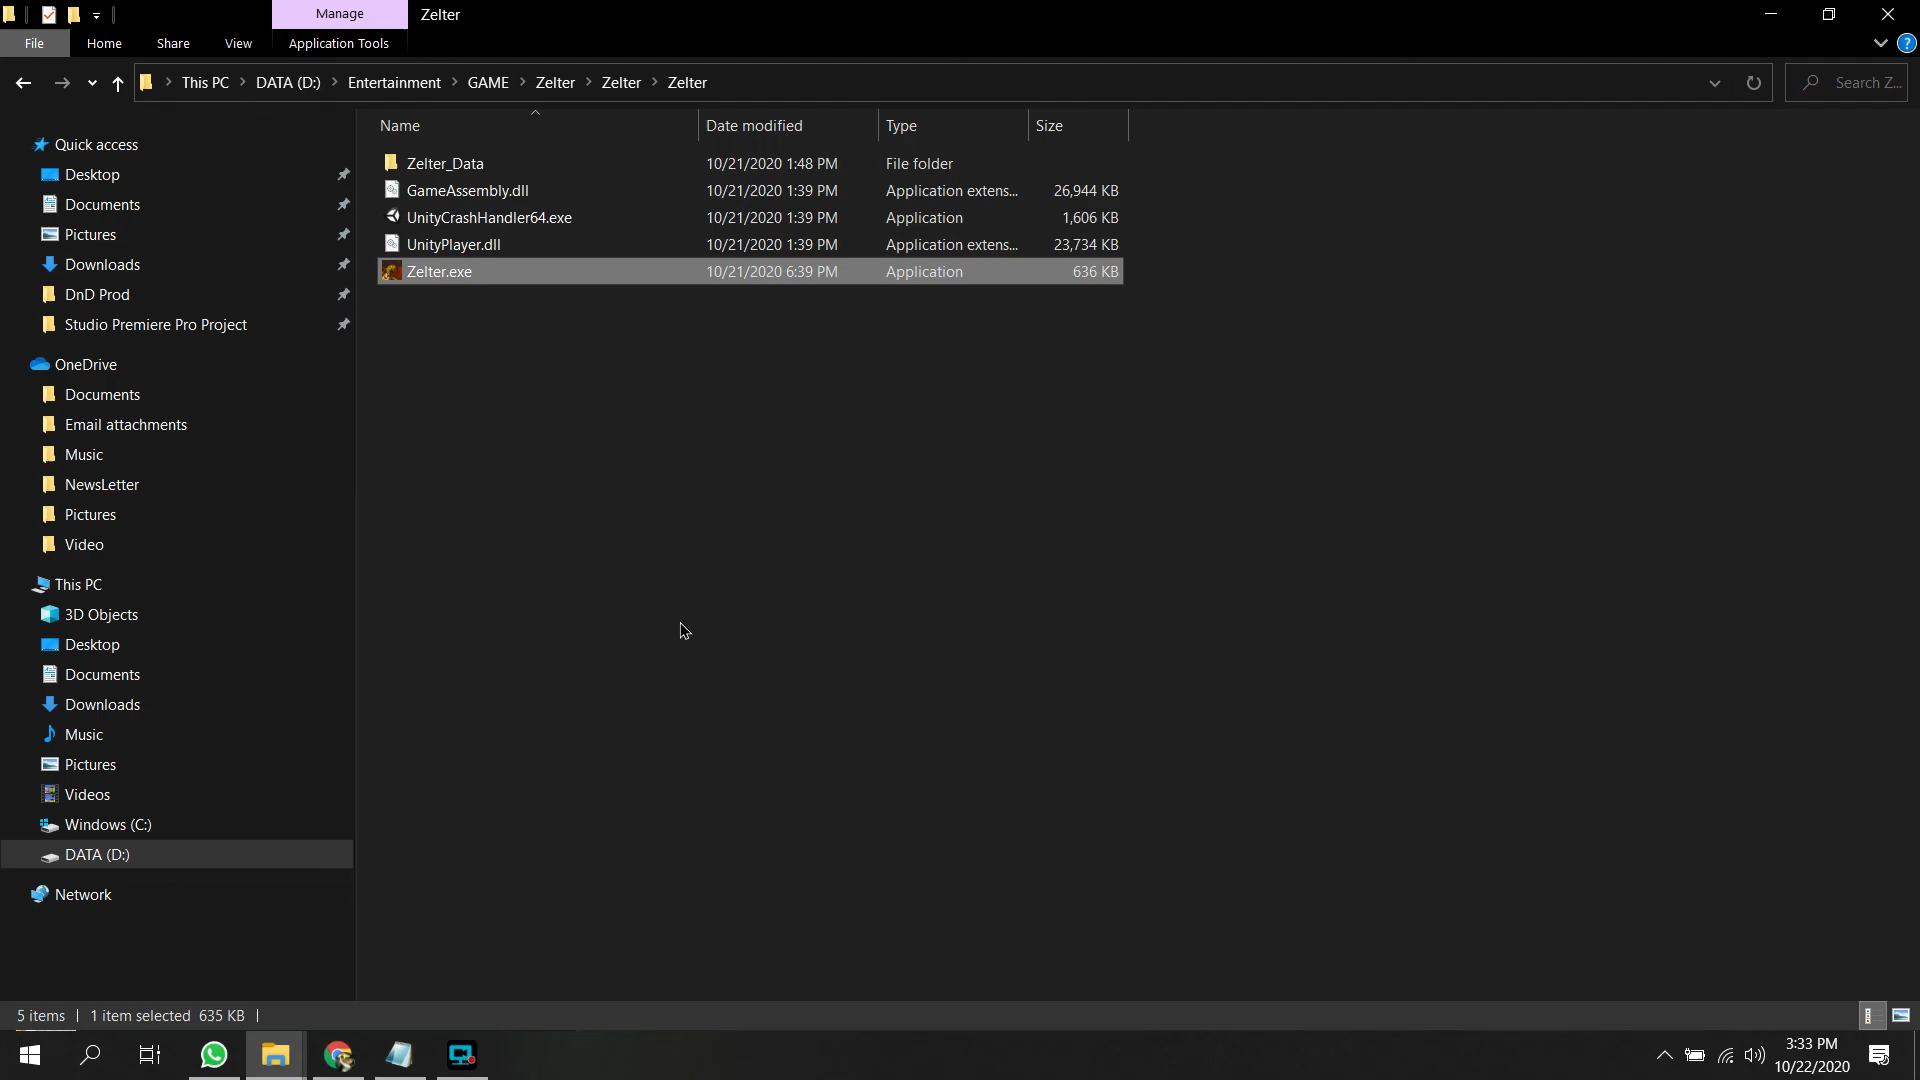 Manage
Zelter
File
Home
Share
View
Application Tools
?
This PC
DATA (D:)
Entertainment
GAME
Zelter
Zelter
Zelter
Search Z...
Name
Date modified
Type
Size
Zelter_Data 10/21/2020 1:48 PM File folder
GameAssembly.dll 10/21/2020 1:39 PM Application extens... 26,944 KB
UnityCrashHandler64.exe 10/21/2020 1:39 PM Application 1,606 KB
UnityPlayer.dll 10/21/2020 1:39 PM Application extens... 23,734 KB
Zelter.exe 10/21/2020 6:39 PM Application 636 KB
Quick access
Desktop
Documents
Pictures
Downloads
DnD Prod
Studio Premiere Pro Project
OneDrive
Documents
Email attachments
Music
NewsLetter
Pictures
Video
This PC
3D Objects
Desktop
Documents
Downloads
Music
Pictures
Videos
Windows (C:)
DATA (D:)
Network
5 items
1 item selected 635 KB
3:33 PM
10/22/2020